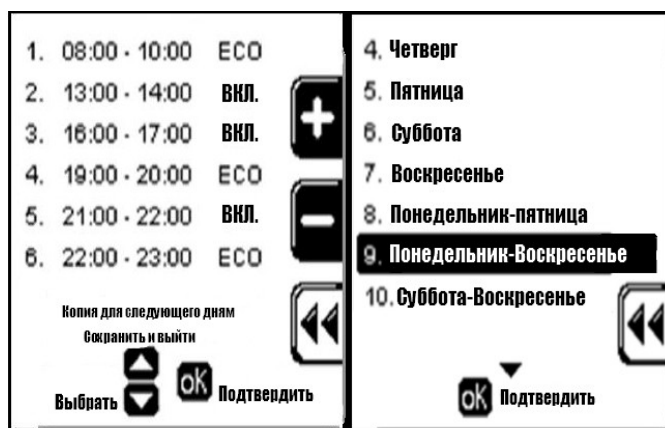 1. 08:00 - 10:00 ECO
2. 13:00 - 14:00 ВКЛ.
3. 16:00 - 17:00 ВКЛ.
4. 19:00 - 20:00 ECO
5. 21:00 - 22:00 ВКЛ.
6. 22:00 - 23:00 ECO
Копия для следующего дням
Сохранить и выйти
Выбрать ok Подтвердить
4. Четверг
5. Пятница
6. Суббота
7. Воскресенье
8. Понедельник-пятница
9. Понедельник-Воскресенье
10. Суббота-Воскресенье
ok Подтвердить